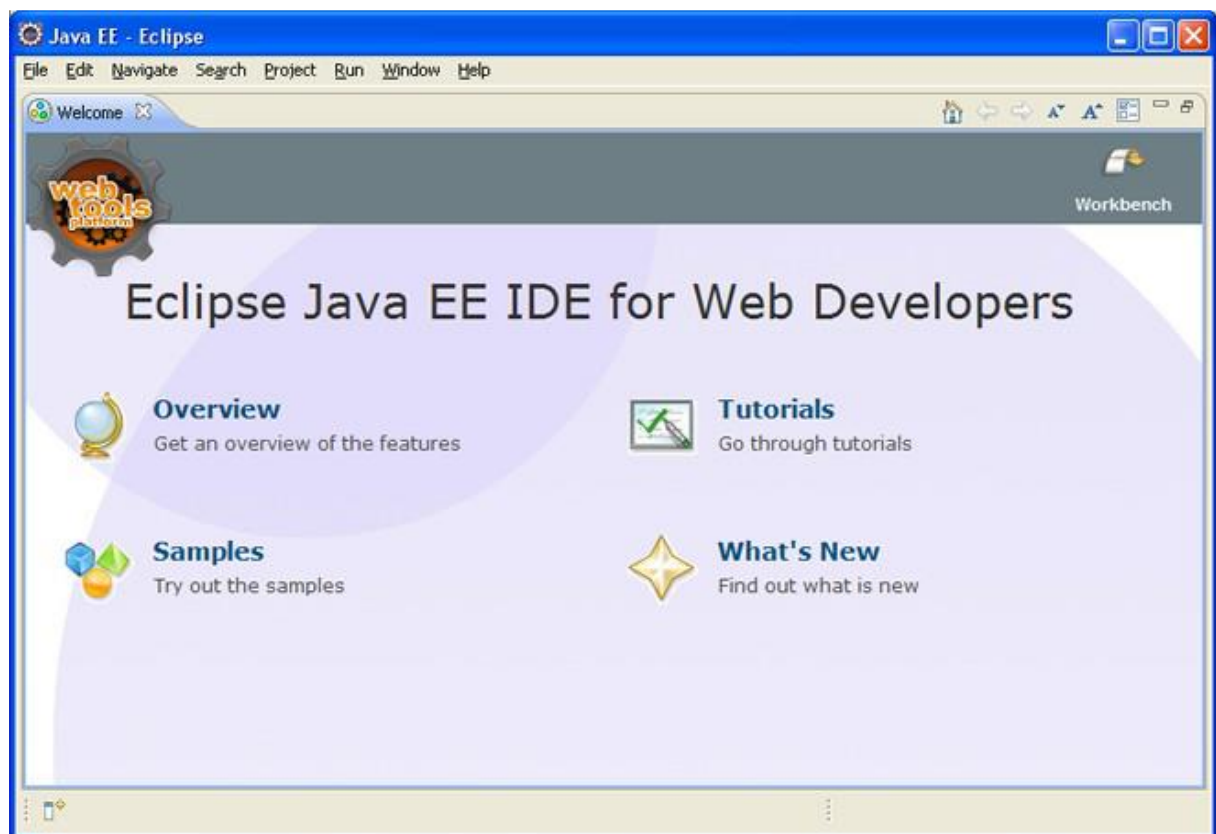 Java EE - Eclipse
File Edit Navigate Search Project Run Window Help
Welcome
web
tools
platform
Workbench
Eclipse Java EE IDE for Web Developers
Overview
Get an overview of the features
Tutorials
Go through tutorials
Samples
Try out the samples
What's New
Find out what is new